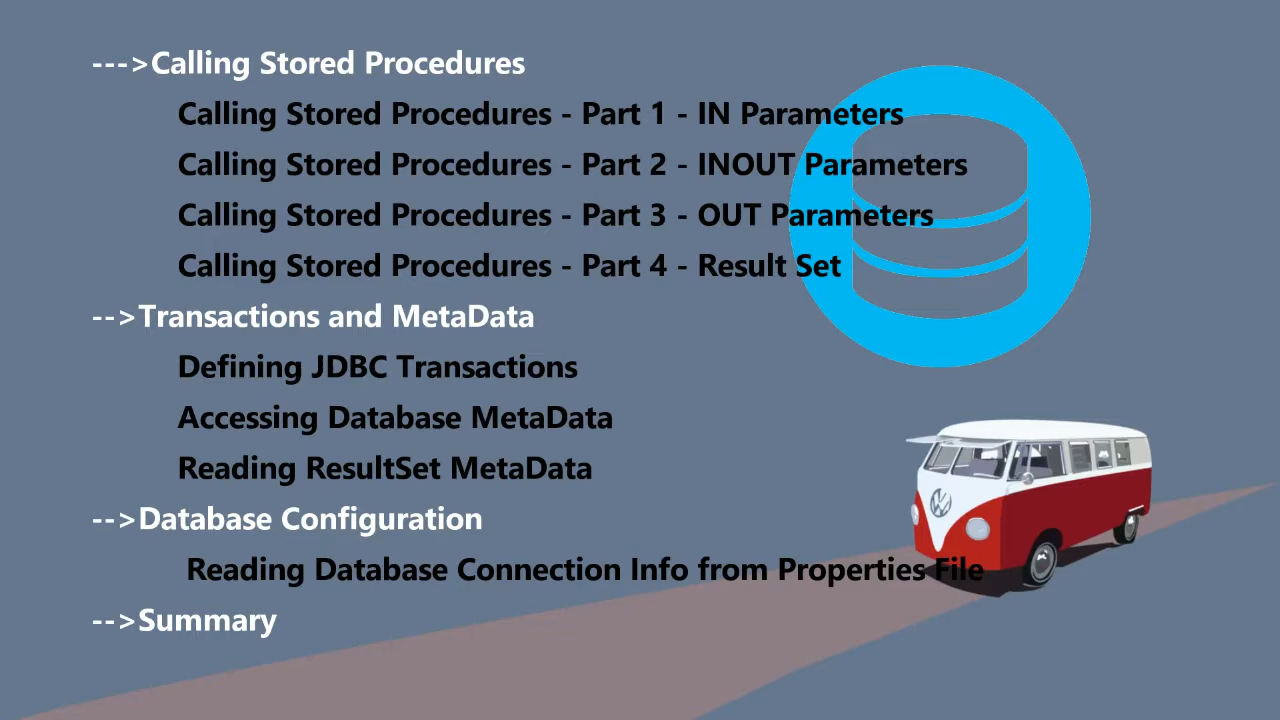 --->Calling Stored Procedures
Calling Stored Procedures - Part 1 - IN Parameters
Calling Stored Procedures - Part 2 - INOUT Parameters
Calling Stored Procedures - Part 3 - OUT Parameters
Calling Stored Procedures - Part 4 - Result Set
-->Transactions and MetaData
Defining JDBC Transactions
Accessing Database MetaData
Reading ResultSet MetaData
-->Database Configuration
Reading Database Connection Info from Properties File
-->Summary